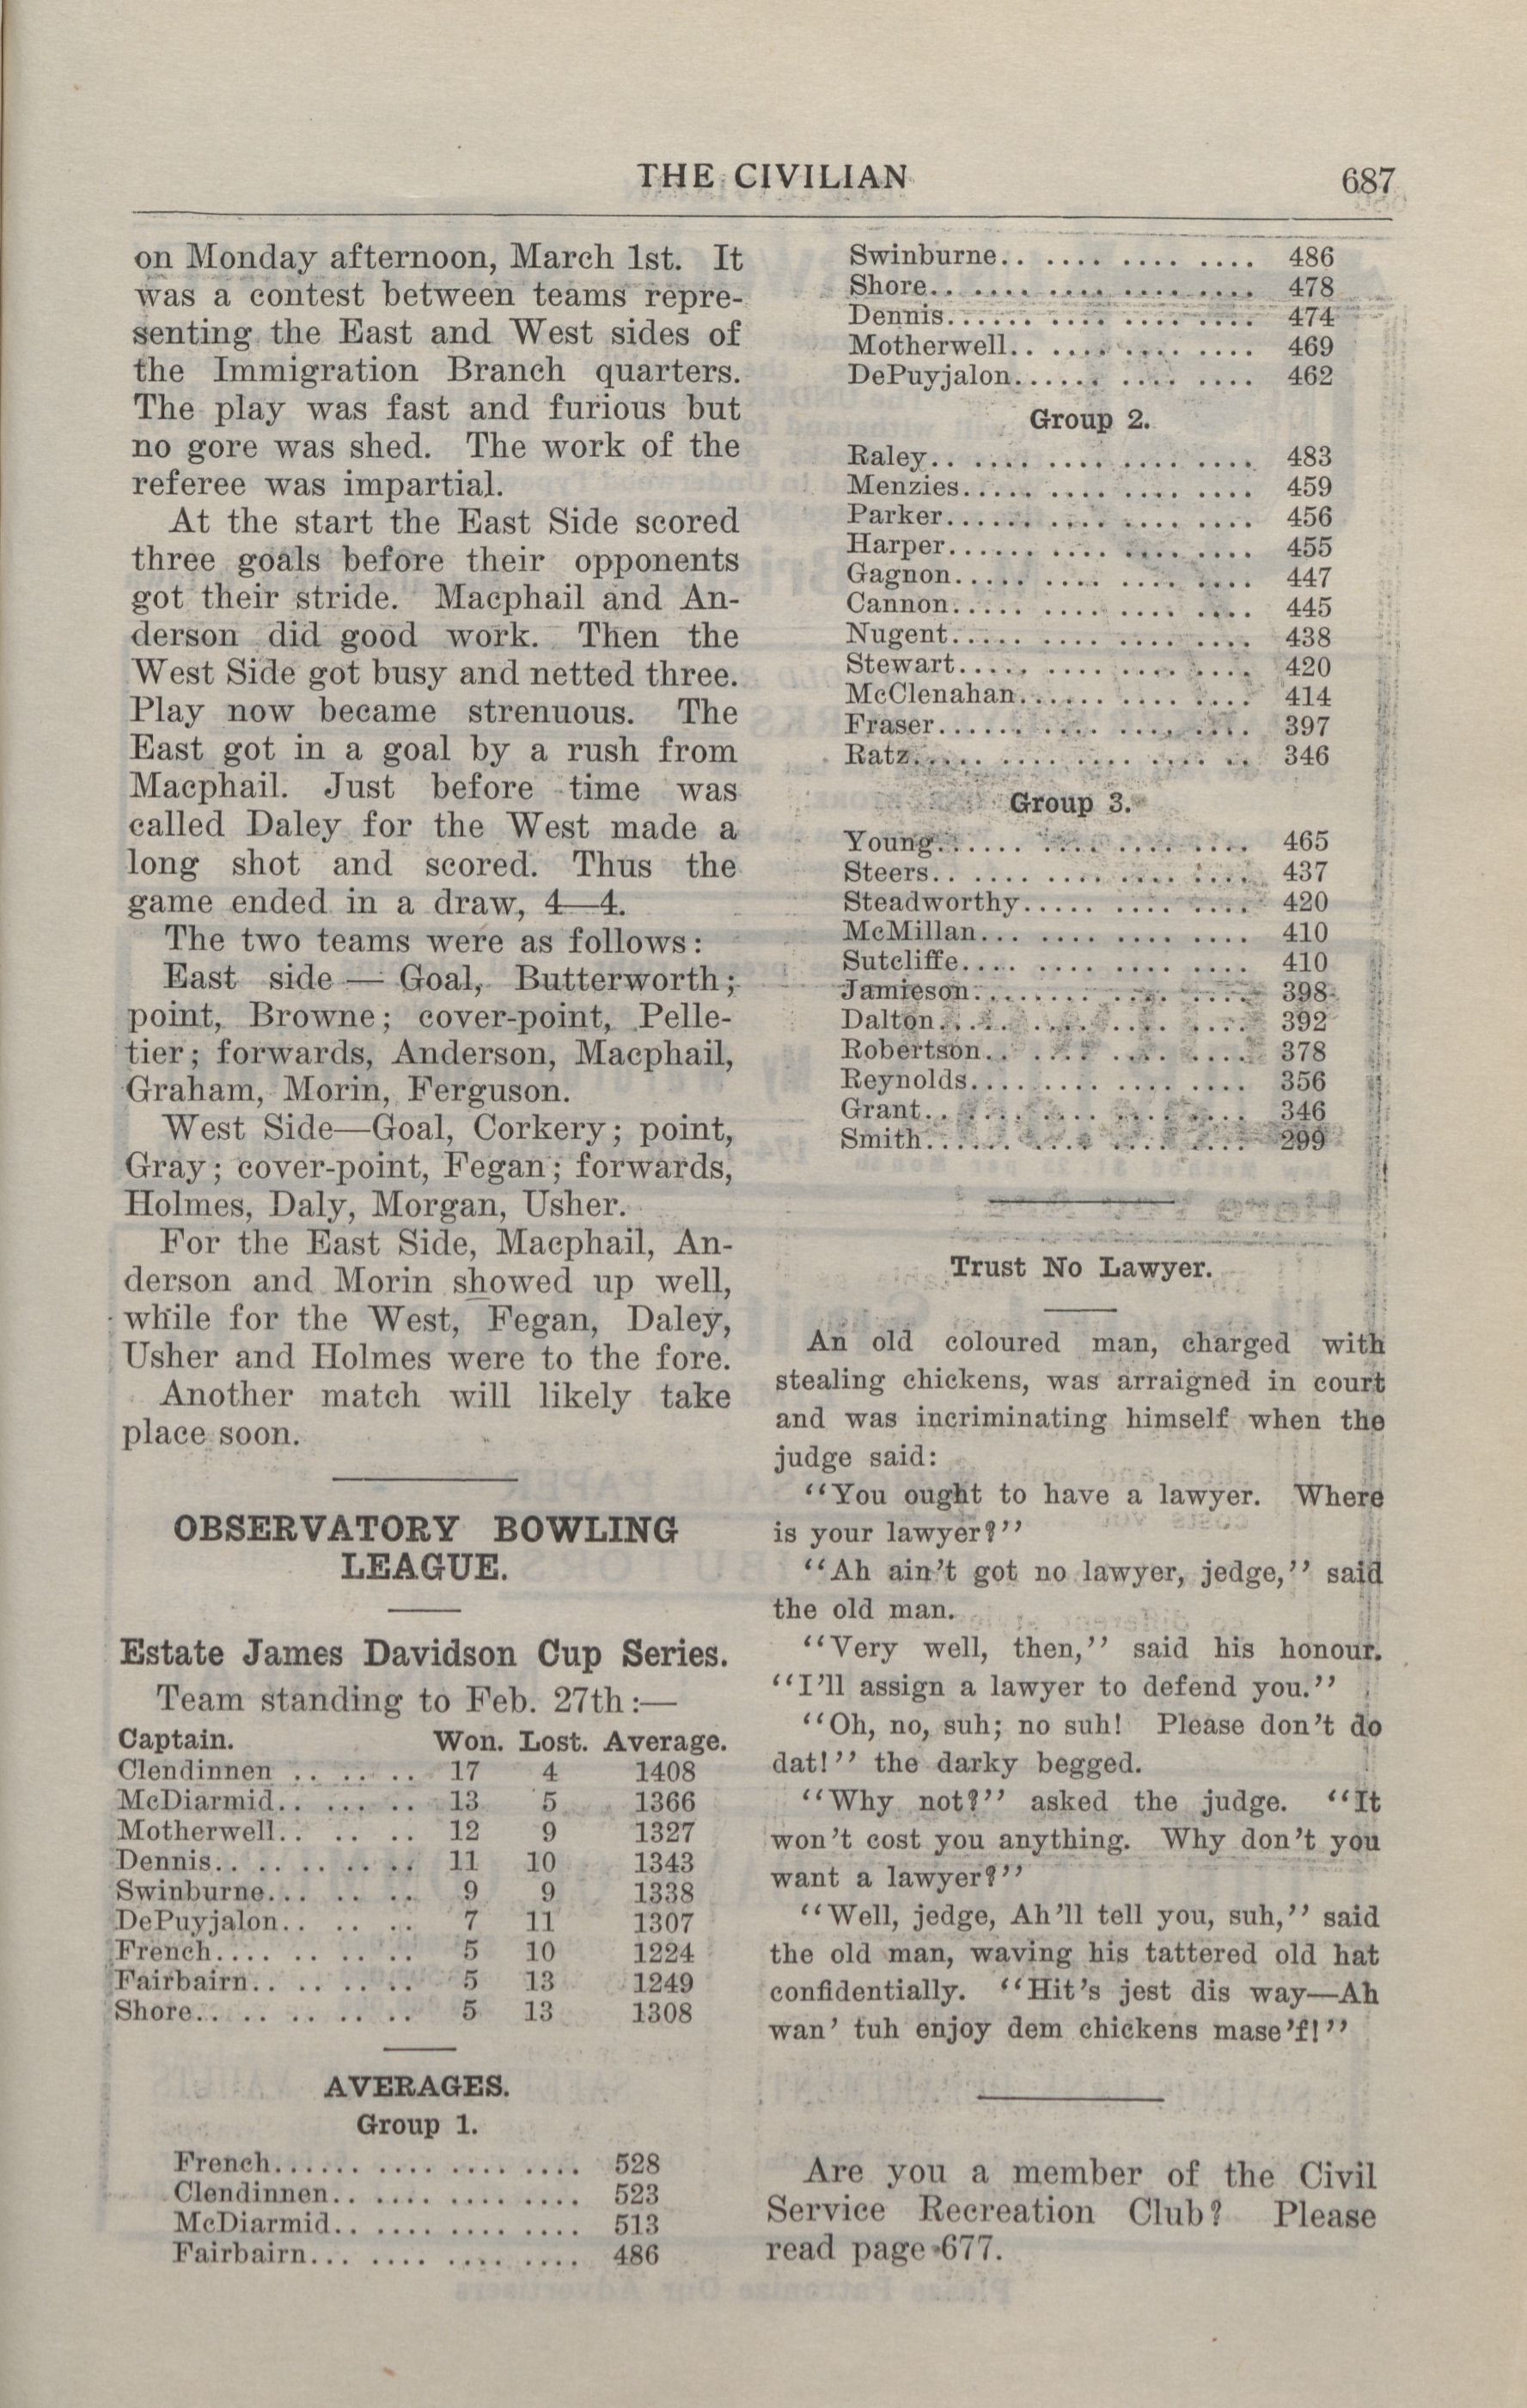 THE CIVILIAN
687
on Monday afternoon, March 1st. It
was a contest between teams repre-
senting the East and West sides of
the Immigration Branch quarters.
The play was fast and furious but
no gore was shed. The work of the
referee was impartial.
At the start the East Side scored
three goals before their opponents
got their stride. Macphail and An-
derson did good work. Then the
West Side got busy and netted three.
Play now became strenuous. The
East got in a goal by a rush from
Macphail. Just before time was
called Daley for the West made a
long shot and scored. Thus the
game ended in a draw, 4—4.
The two teams were as follows:
East side — Goal, Butterworth;
point, Browne; cover-point, Pelle-
tier; forwards, Anderson, Macphail,
Graham, Morin, Ferguson.
West Side—Goal, Corkery; point,
Gray; cover-point, Fegan; forwards,
Holmes, Daly, Morgan, Usher.
For the East Side, Macphail, An-
derson and Morin showed up well,
while for the West, Fegan, Daley,
Usher and Holmes were to the fore.
Another match will likely take
place soon.
OBSERVATORY BOWLING
LEAGUE.
Estate James Davidson Cup Series.
Team standing to Feb. 27th:—
Captain. Won. Lost. Average.
Clendinnen .. .. .. .. 17 4 1408
McDiarmid.. .. .. .. 13 5 1366
Motherwell.. .. .. .. 12 9 1327
Dennis.. .. .. .. .. 11 10 1343
Swinburne... .. .. .. 9 9 1338
DePuyjalon.. .. .. .. 7 11 1307
French.... .. .. .. 5 10 1224
Fairbairn.. .. .. .. 5 13 1249
Shore.. .. .. .. .. 5 13 1308
AVERAGES.
Group 1.
French...... .... .... .... 528
Clendinnen.. .... .... .... 523
McDiarmid.. .... .... .... 513
Fairbairn... .... .... .... 486
Swinburne.. .... .... .... 486
Shore.. .... .... .... .... 478
Dennis...... .... .... .... 474
Motherwell.. .... .... .... 469
DePuyjalon...... .... .... 462
Group 2.
Raley.. .... .... .... .... 483
Menzies..... .... .... .... 459
Parker...... .... .... .... 456
Harper...... .... .... .... 455
Gagnon..... .... .... .... 447
Cannon..... .... .... .... 445
Nugent..... .... .... .... 438
Stewart..... .... .... .... 420
McClenahan...... .... .... 414
Fraser...... .... .... .... 397
Ratz..... .... .... .... .. 346
Group 3.
Young...... .... .... .... 465
Steers.. .... .... .... .... 437
Steadworthy..... .... .... 420
McMillan... .... .... .... 410
Sutcliffe.... .... .... .... 410
Jamieson........ .... .... 398
Dalton.... .... .... .... 392
Robertson.. .... .... .... 378
Reynolds.... .... .... .... 356
Grant.. .... .... .... .... 346
Smith...... .... .... .... 299
Trust No Lawyer.
An old coloured man, charged with
stealing chickens, was arraigned in court
and was incriminating himself when the
judge said:
"You ought to have a lawyer. Where
is your lawyer?"
"Ah ain't got no lawyer, jedge," said
the old man.
"Very well, then," said his honour.
"I'll assign a lawyer to defend you."
"Oh, no, suh; no suh! Please don't do
dat!" the darky begged.
"Why not?" asked the judge. "It
won't cost you anything. Why don't you
want a lawyer?"
"Well, jedge, Ah'll tell you, suh," said
the old man, waving his tattered old hat
confidentially. "Hit's jest dis way—Ah
wan' tuh enjoy dem chickens mase'f!"
Are you a member of the Civil
Service Recreation Club? Please
read page 677.